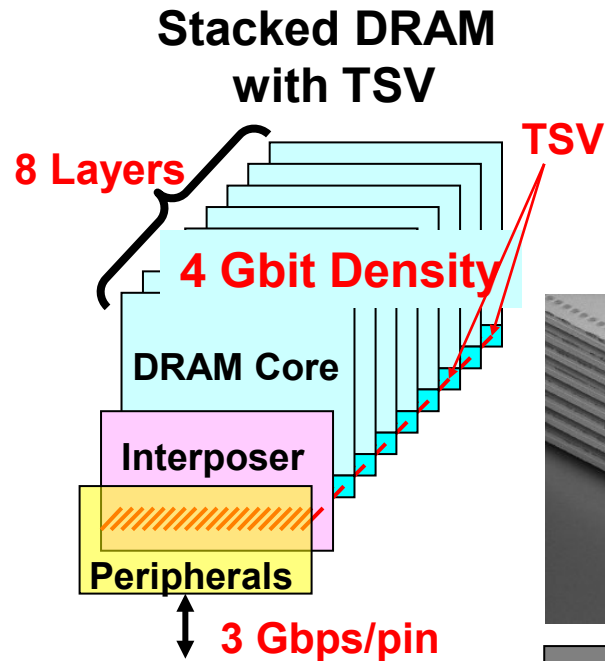 Stacked DRAM
with TSV
TSV
8 Layers
4 Gbit Density
DRAM Core
Interposer
Peripherals
3 Gbps/pin